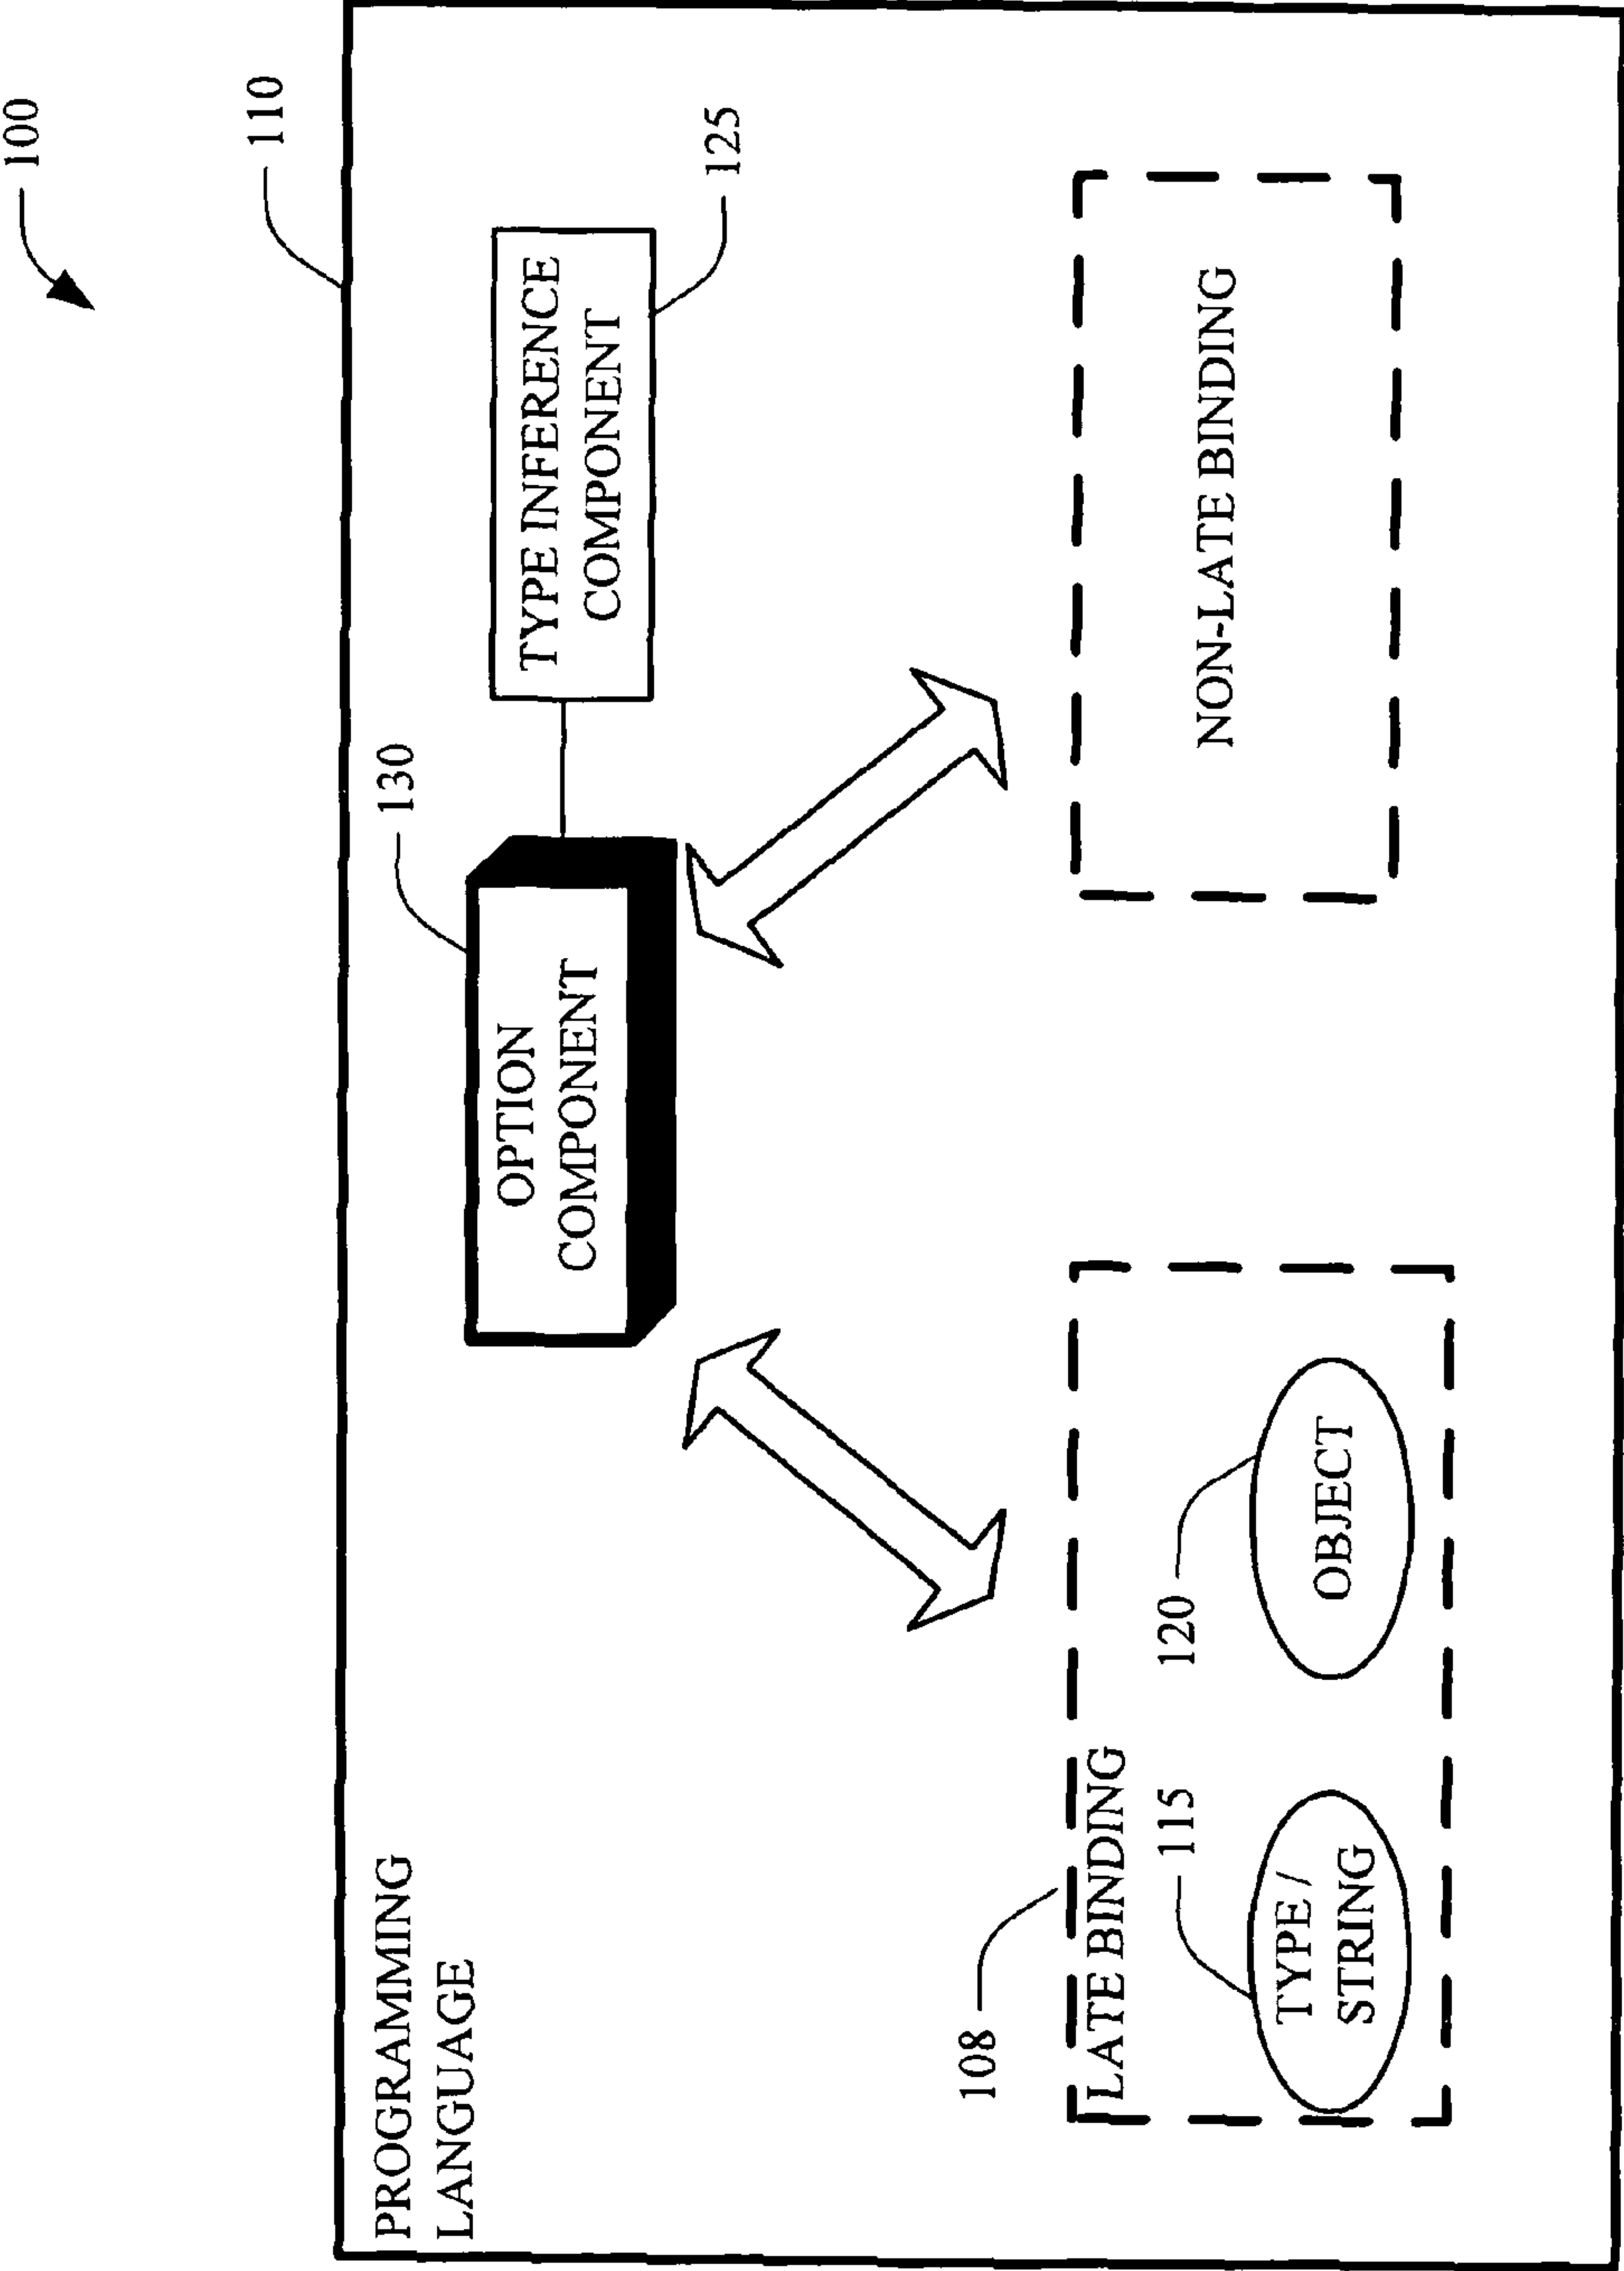 100
110
PROGRAMMING
LANGUAGE
130
OPTION
COMPONENT
TYPE INFERENCE
COMPONENT
125
108
LATE BINDING
115
TYPE /
STRING
120
OBJECT
NON-LATE BINDING